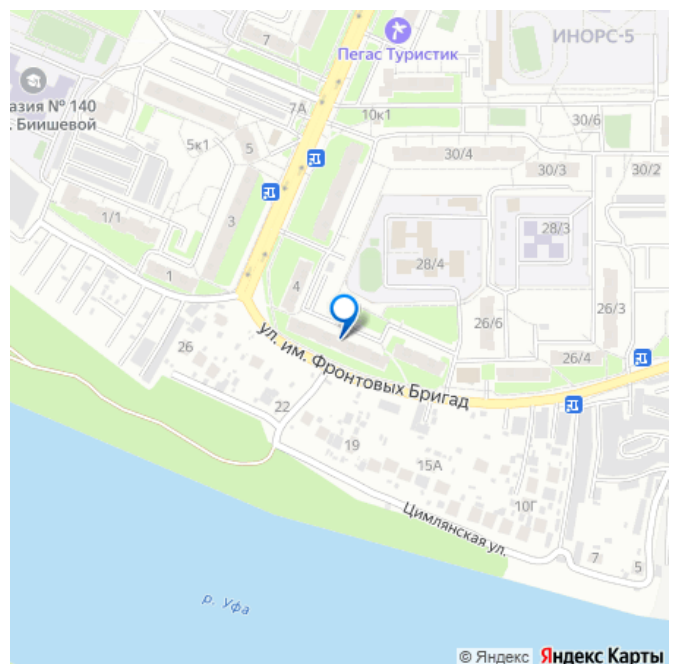 7
Пегас Туристик
ИНОРС-5
азия № 140
. Биишевой
7А
10к1
30/6
5к1
5
30/4
30/3
30/2
1/1
3
28/3
28/4
1
4
26/3
26/6
26
26/4
ул. им. Фронтовых Бригад
22
19
15А
10Г
Цимлянская ул.
7
5
р. Уфа
© Яндекс Яндекс Карты